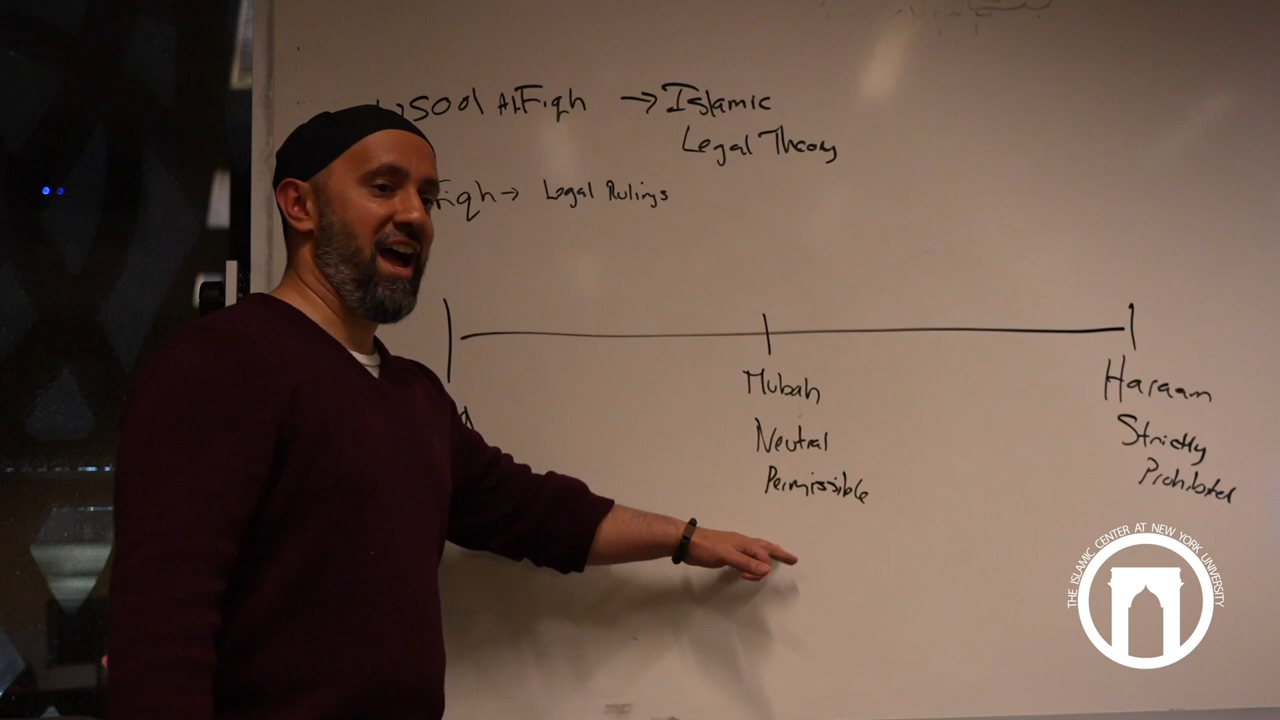 Usool Al Fiqh → Islamic
Legal Theory
Fiqh → Legal Rulings
Mubah
Neutral
Permissible
Haraam
Strictly
Prohibited
THE ISLAMIC CENTER AT NEW YORK UNIVERSITY